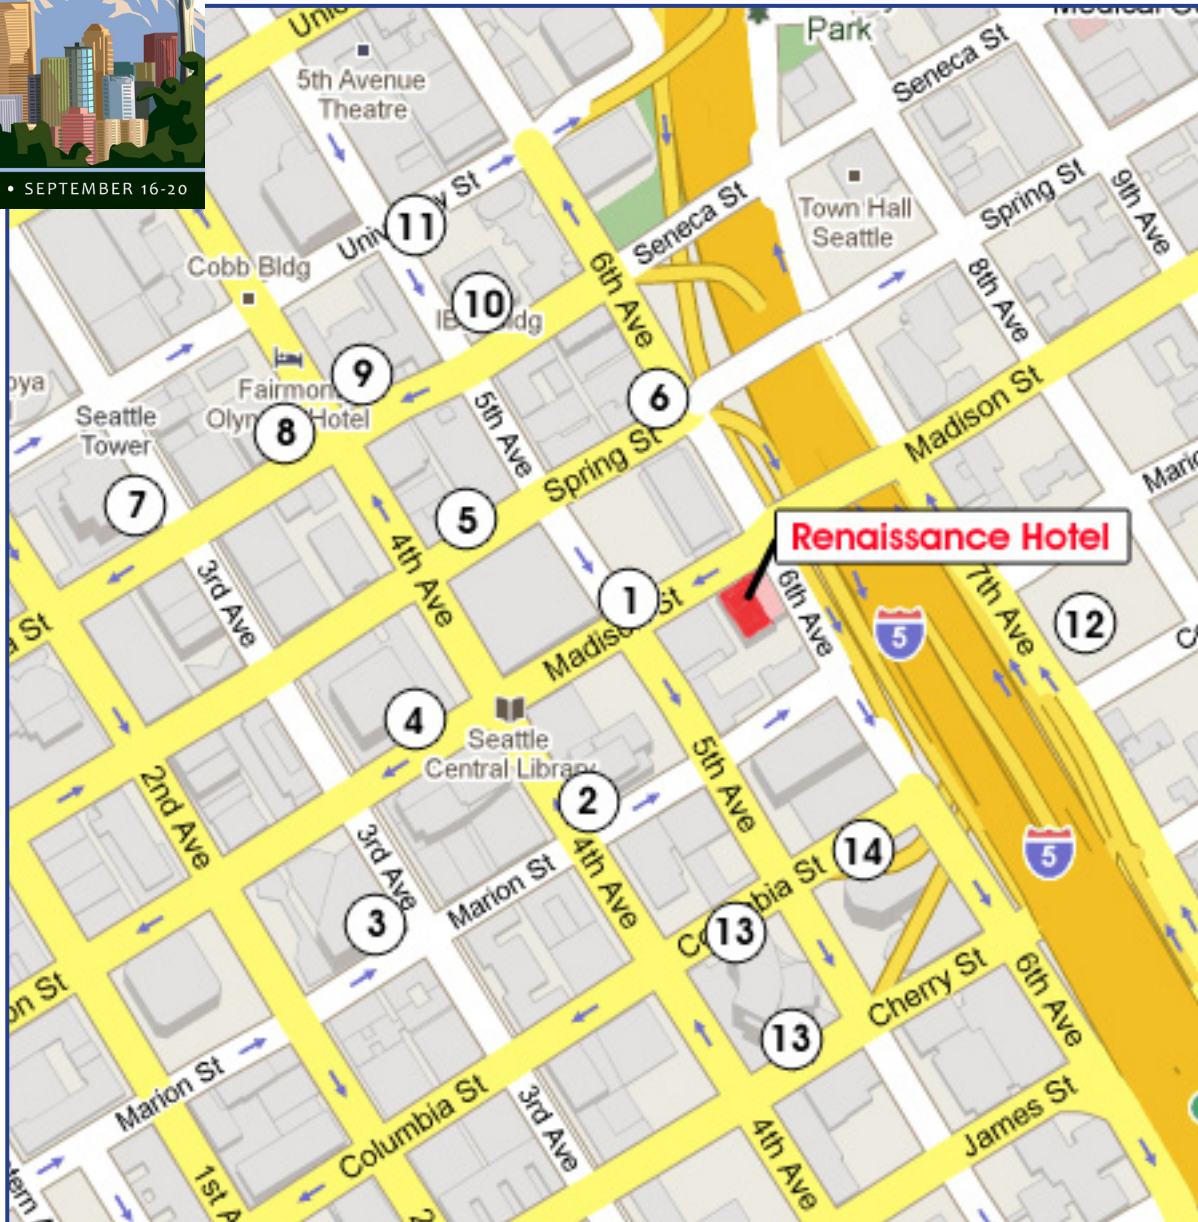 • SEPTEMBER 16-20
Park
Seneca St
5th Avenue
Theatre
Spring St
9th Ave
Town Hall
Seattle
Seneca St
11
Cobb Bldg
6th Ave
8th Ave
10
9
Fairmont
Hotel
8
Seattle
Tower
6
5th Ave
Madison St
Spring St
7
5
Renaissance Hotel
4th Ave
3rd Ave
1
Madison St
6th Ave
7th Ave
5
12
4
Seattle
Central Library
5th Ave
2
2nd Ave
3rd Ave
4th Ave
14
5
Marion St
Columbia St
3
13
Cherry St
6th Ave
13
Marion St
Columbia St
3rd Ave
4th Ave
James St
1st A